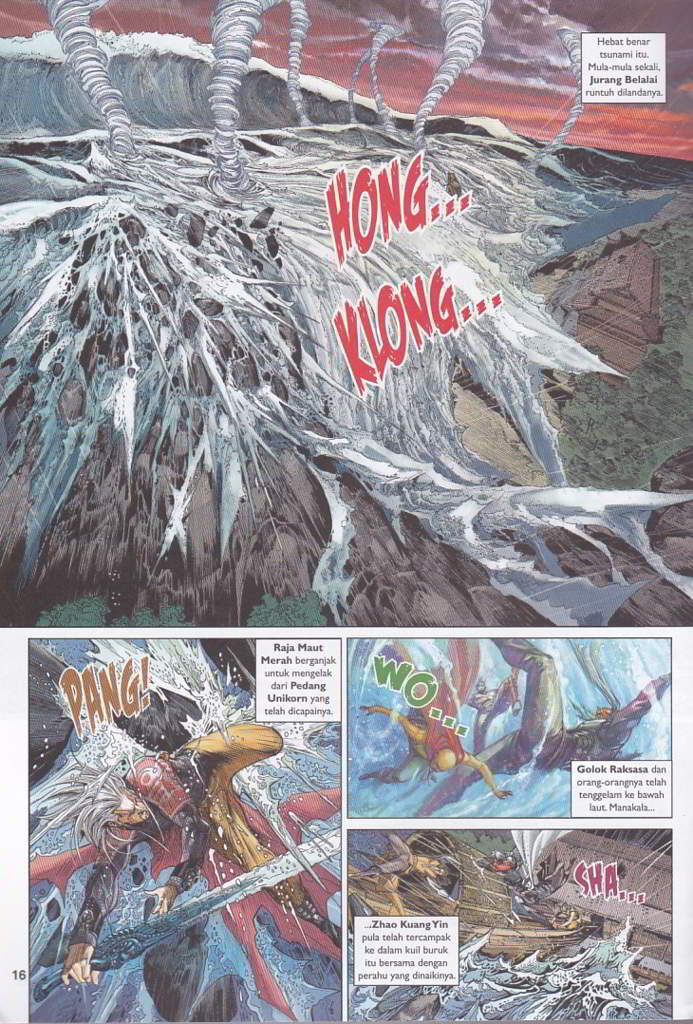 Hebat benar
tsunami itu.
Mula-mula sekali,
Jurang Belalai
runtuh dilandanya.
HONG...
KLONG...
PANG!
Raja Maut
Merah berganjak
untuk mengelak
dari Pedang
Unikorn yang
telah dicapainya.
WO...
Golok Raksasa dan
orang-orangnya telah
tenggelam ke bawah
laut. Manakala...
SHA...
...Zhao Kuang Yin
pula telah tercampak
ke dalam kuil buruk
itu bersama dengan
perahu yang dinaikinya.
16